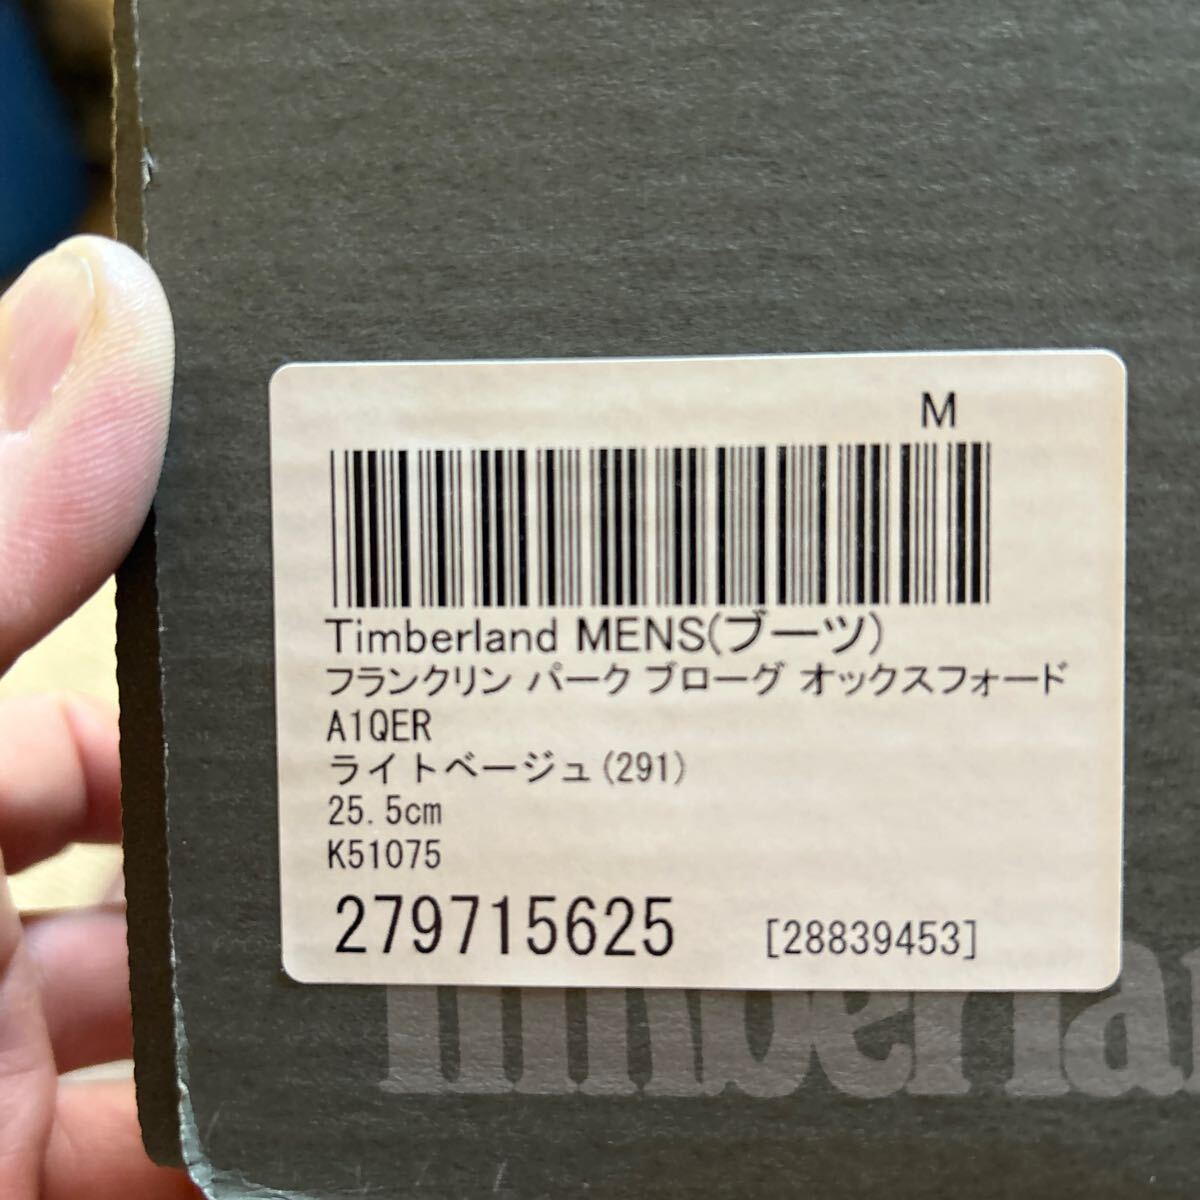 M
Timberland MENS(ブーツ)
フランクリン パーク ブローグ オックスフォード
A1QER
ライトベージュ(291)
25.5cm
K51075
279715625 [28839453]